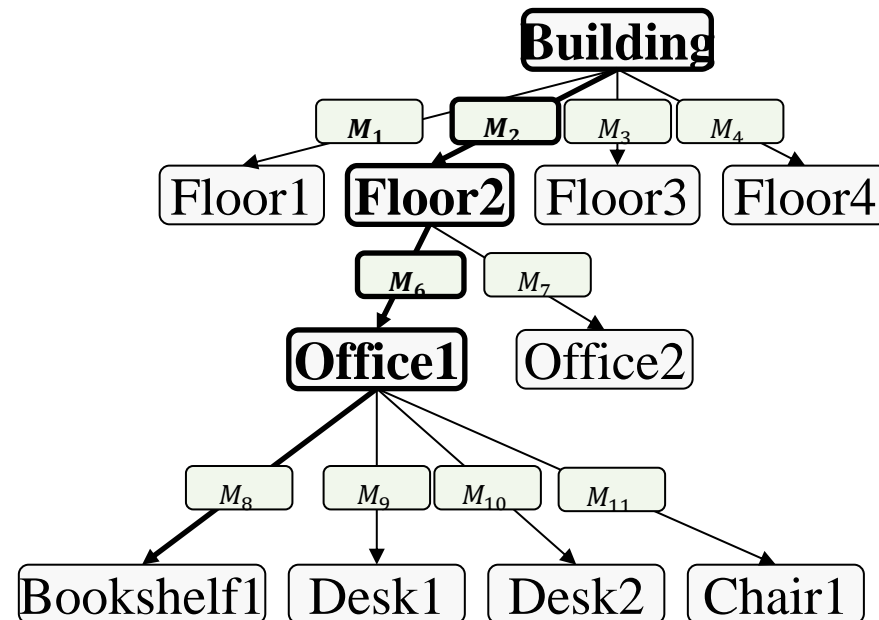 Building
M₁ M₂ M₃ M₄
Floor1 Floor2 Floor3 Floor4
M₆ M₇
Office1 Office2
M₈ M₉ M₁₀ M₁₁
Bookshelf1 Desk1 Desk2 Chair1